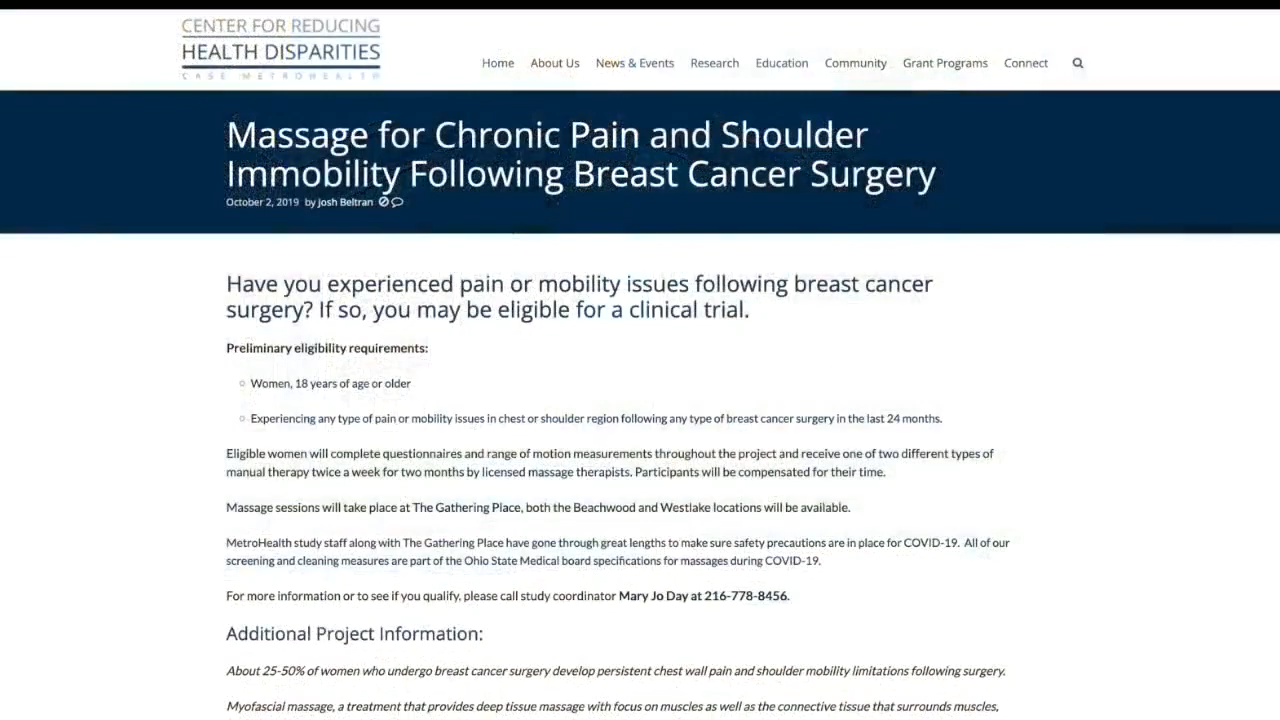 CENTER FOR REDUCING
HEALTH DISPARITIES
CASE METROHEALTH
Home About Us News & Events Research Education Community Grant Programs Connect
Massage for Chronic Pain and Shoulder
Immobility Following Breast Cancer Surgery
October 2, 2019 by Josh Beltran
Have you experienced pain or mobility issues following breast cancer
surgery? If so, you may be eligible for a clinical trial.
Preliminary eligibility requirements:
Women, 18 years of age or older
Experiencing any type of pain or mobility issues in chest or shoulder region following any type of breast cancer surgery in the last 24 months.
Eligible women will complete questionnaires and range of motion measurements throughout the project and receive one of two different types of
manual therapy twice a week for two months by licensed massage therapists. Participants will be compensated for their time.
Massage sessions will take place at The Gathering Place, both the Beachwood and Westlake locations will be available.
MetroHealth study staff along with The Gathering Place have gone through great lengths to make sure safety precautions are in place for COVID-19. All of our
screening and cleaning measures are part of the Ohio State Medical board specifications for massages during COVID-19.
For more information or to see if you qualify, please call study coordinator Mary Jo Day at 216-778-8456.
Additional Project Information:
About 25-50% of women who undergo breast cancer surgery develop persistent chest wall pain and shoulder mobility limitations following surgery.
Myofascial massage, a treatment that provides deep tissue massage with focus on muscles as well as the connective tissue that surrounds muscles,